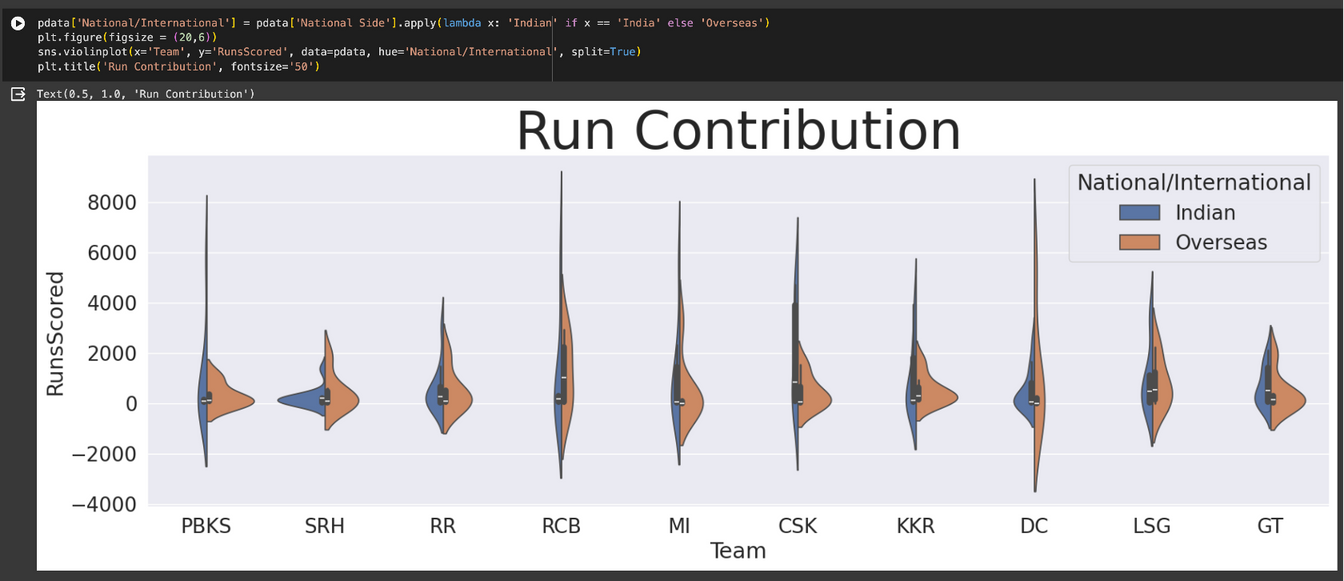 pdata['National/International'] = pdata['National Side'].apply(lambda x: 'Indian' if x == 'India' else 'Overseas')
plt.figure(figsize = (20,6))
sns.violinplot(x='Team', y='RunsScored', data=pdata, hue='National/International', split=True)
plt.title('Run Contribution', fontsize='50')
Text(0.5, 1.0, 'Run Contribution')
Run Contribution
National/International
Indian
Overseas
RunsScored
8000
6000
4000
2000
0
−2000
−4000
PBKS SRH RR RCB MI CSK KKR DC LSG GT
Team